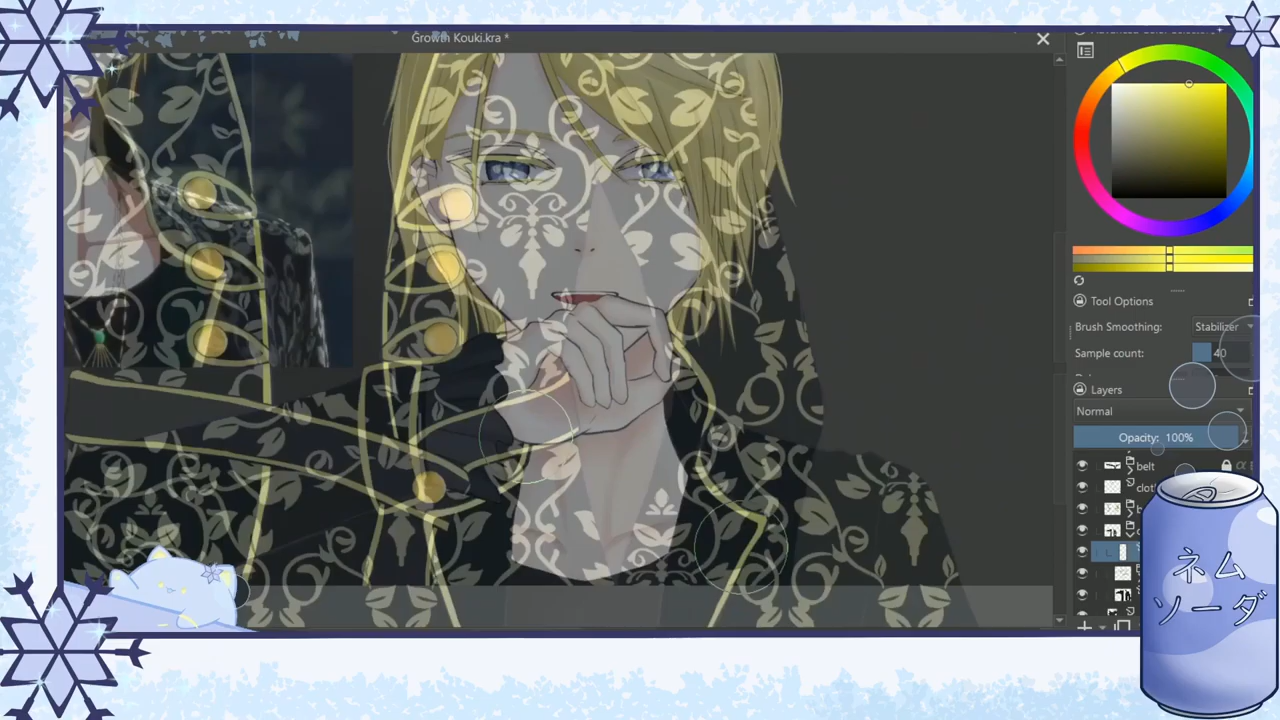 Growth Kouki.kra *
Tool Options
Brush Smoothing:
Stabilizer
Sample count:
40
Layers
Normal
Opacity: 100%
belt
ネム
ソーダ